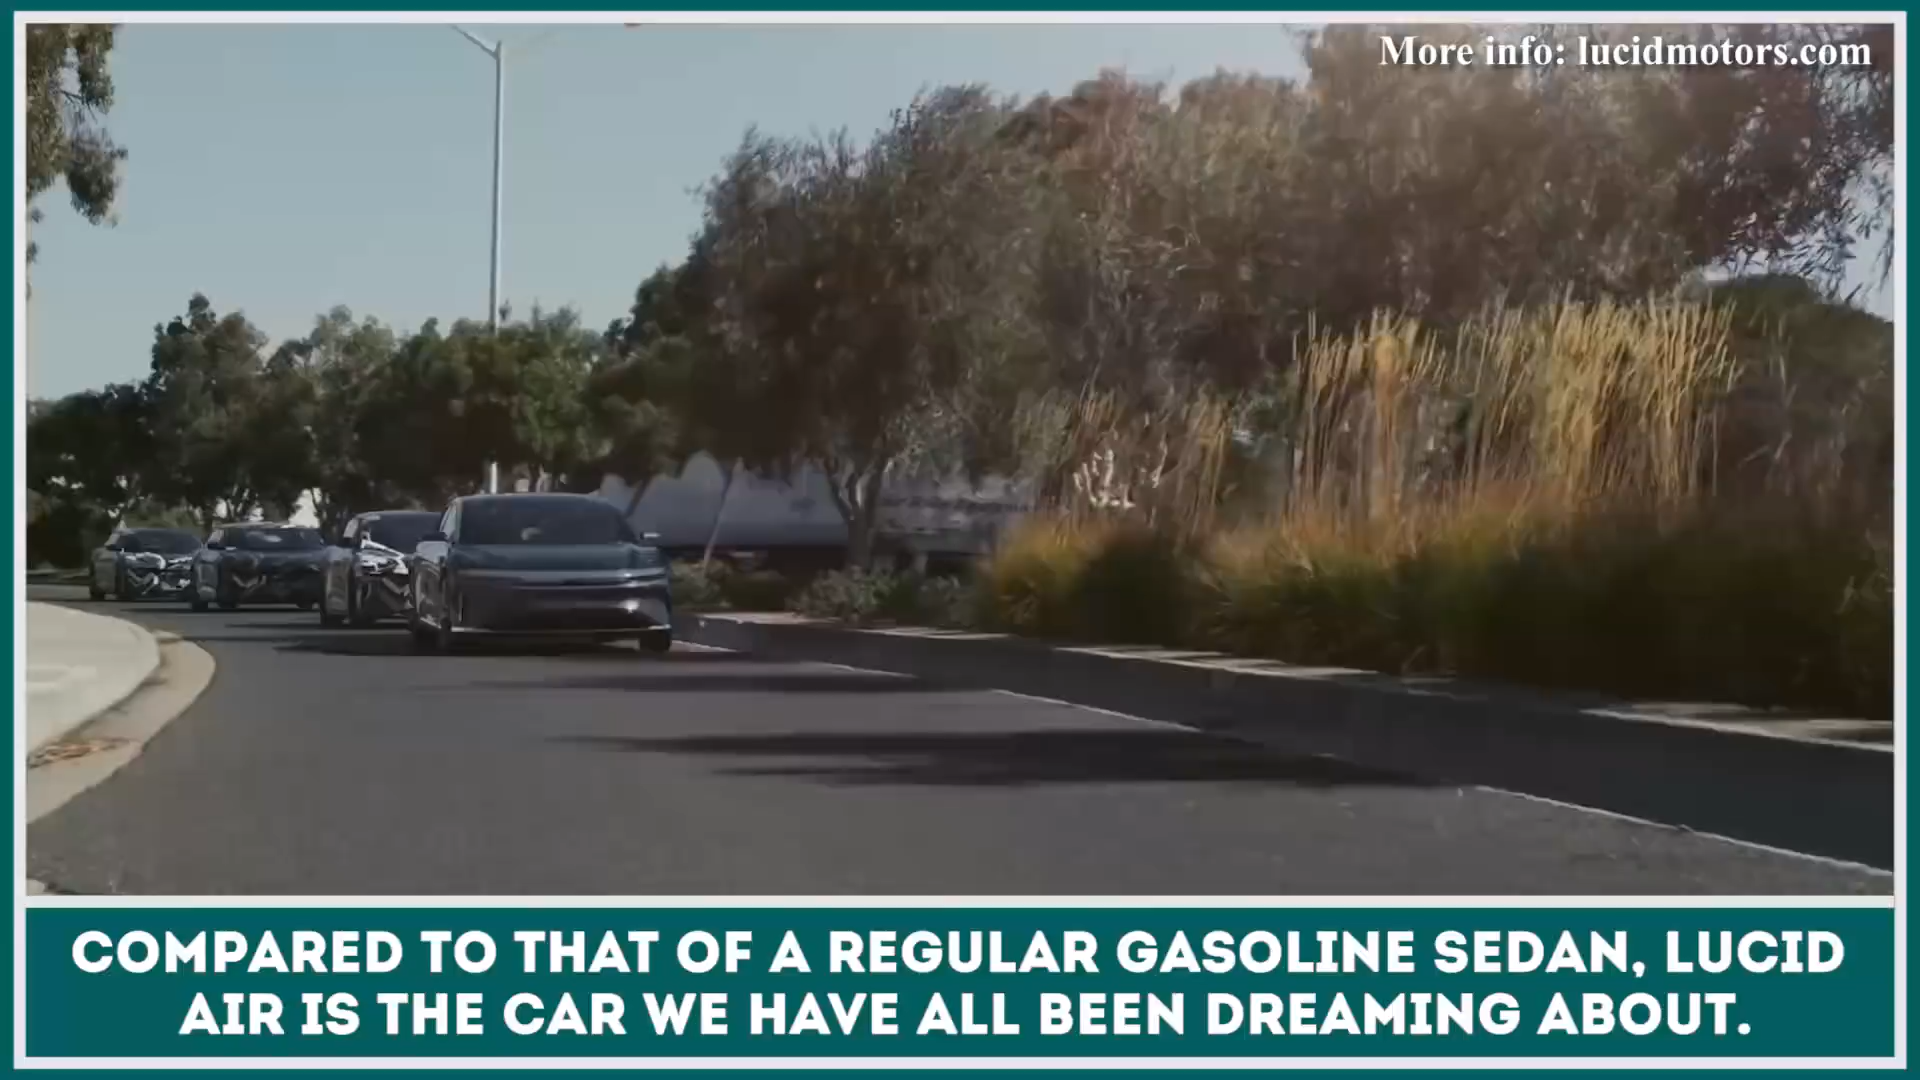 More info: lucidmotors.com
COMPARED TO THAT OF A REGULAR GASOLINE SEDAN, LUCID
AIR IS THE CAR WE HAVE ALL BEEN DREAMING ABOUT.